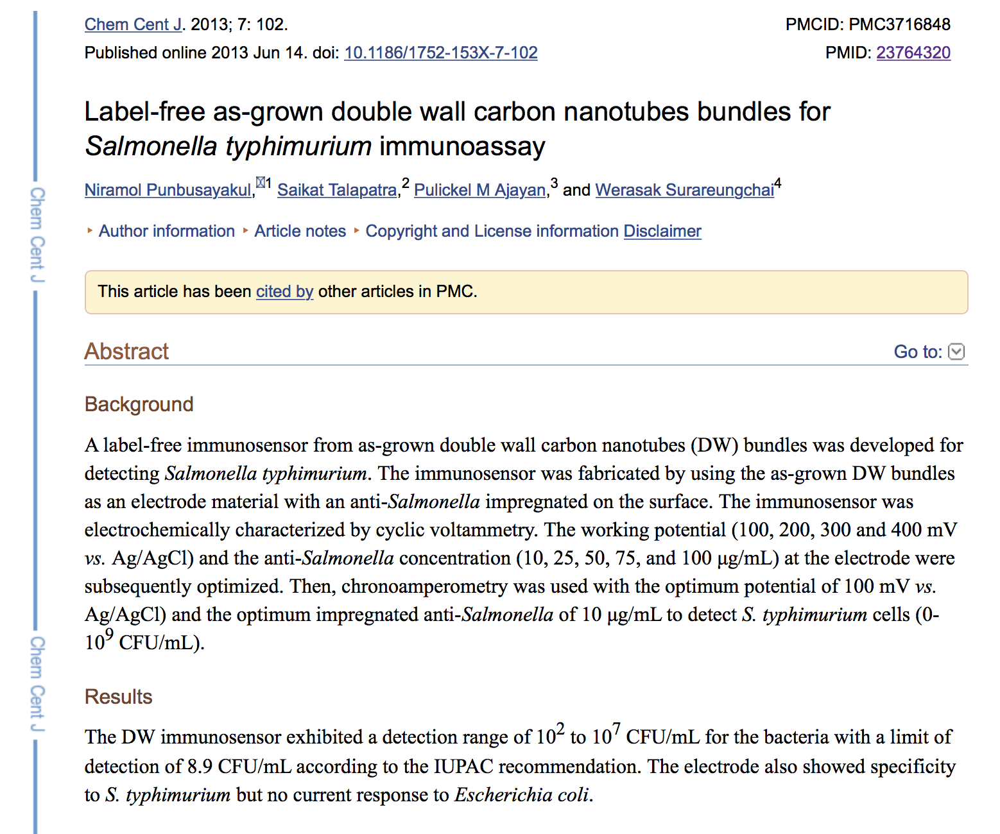 Chem Cent J. 2013; 7: 102.
PMCID: PMC3716848
Published online 2013 Jun 14. doi: 10.1186/1752-153X-7-102
PMID: 23764320
Label-free as-grown double wall carbon nanotubes bundles for
Salmonella typhimurium immunoassay
Niramol Punbusayakul,1 Saikat Talapatra,2 Pulickel M Ajayan,3 and Werasak Surareungchai4
Author information Article notes Copyright and License information Disclaimer
This article has been cited by other articles in PMC.
Abstract
Go to:
Background
A label-free immunosensor from as-grown double wall carbon nanotubes (DW) bundles was developed for
detecting Salmonella typhimurium. The immunosensor was fabricated by using the as-grown DW bundles
as an electrode material with an anti-Salmonella impregnated on the surface. The immunosensor was
electrochemically characterized by cyclic voltammetry. The working potential (100, 200, 300 and 400 mV
vs. Ag/AgCl) and the anti-Salmonella concentration (10, 25, 50, 75, and 100 μg/mL) at the electrode were
subsequently optimized. Then, chronoamperometry was used with the optimum potential of 100 mV vs.
Ag/AgCl) and the optimum impregnated anti-Salmonella of 10 μg/mL to detect S. typhimurium cells (0-
10⁹ CFU/mL).
Results
The DW immunosensor exhibited a detection range of 10² to 10⁷ CFU/mL for the bacteria with a limit of
detection of 8.9 CFU/mL according to the IUPAC recommendation. The electrode also showed specificity
to S. typhimurium but no current response to Escherichia coli.
Chem Cent J
Chem Cent J